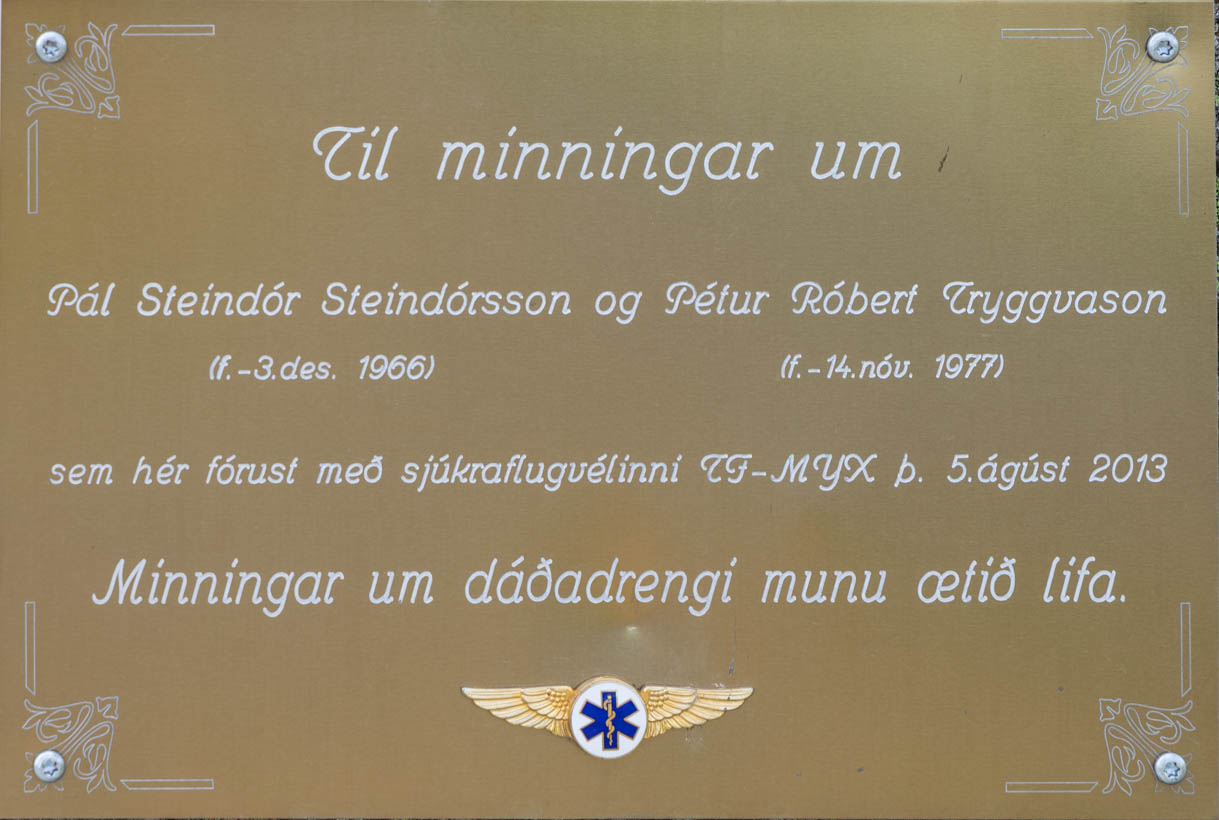 Til minningar um
Pál Steindór Steindórsson og Pétur Róbert Tryggvason
(f.-3.des. 1966) (f.-14.nóv. 1977)
sem hér fórust með sjúkraflugvélinni TF-MYX þ. 5.ágúst 2013
Minningar um dáðadrengi munu ætið lifa.